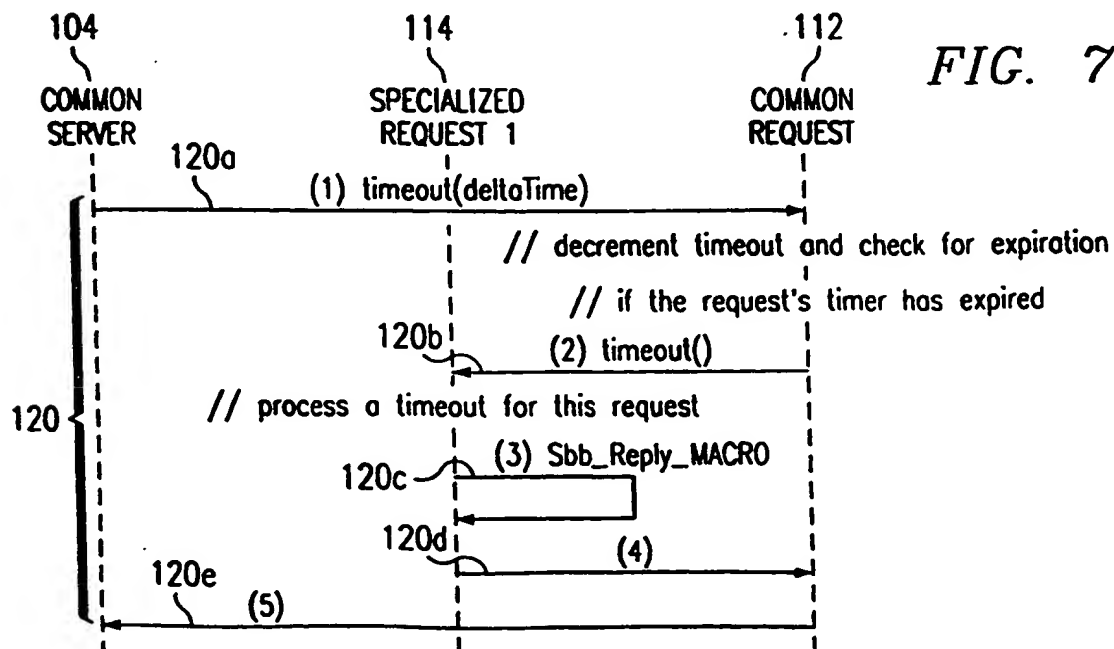 104
114
112
FIG. 7
COMMON
SERVER
SPECIALIZED
REQUEST 1
COMMON
REQUEST
120a
(1) timeout(deltaTime)
// decrement timeout and check for expiration
// if the request's timer has expired
120b
(2) timeout()
120
// process a timeout for this request
120c
(3) Sbb_Reply_MACRO
120d
(4)
120e
(5)